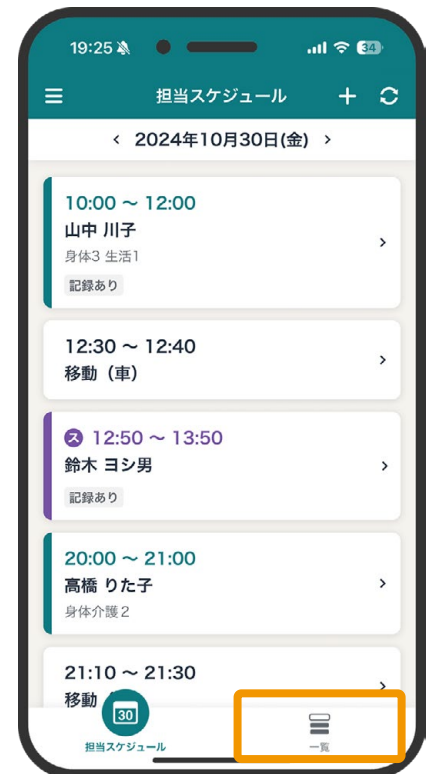 19:25
34
担当スケジュール
2024年10月30日(金)
10:00 ～ 12:00
山中 川子
身体3 生活1
記録あり
12:30 ～ 12:40
移動（車）
ス 12:50 ～ 13:50
鈴木 ヨシ男
記録あり
20:00 ～ 21:00
高橋 りた子
身体介護2
21:10 ～ 21:30
移動
30
担当スケジュール
一覧